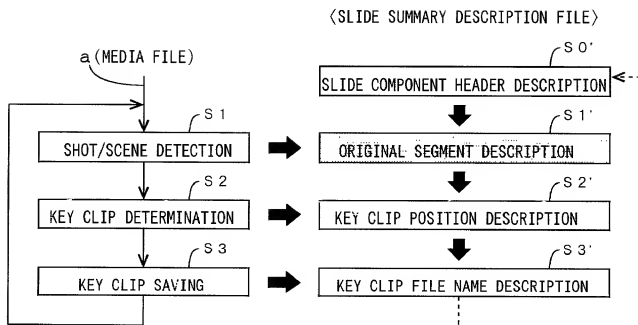 〈SLIDE SUMMARY DESCRIPTION FILE〉
a (MEDIA FILE)
S0'
SLIDE COMPONENT HEADER DESCRIPTION
S1
SHOT/SCENE DETECTION
S1'
ORIGINAL SEGMENT DESCRIPTION
S2
KEY CLIP DETERMINATION
S2'
KEY CLIP POSITION DESCRIPTION
S3
KEY CLIP SAVING
S3'
KEY CLIP FILE NAME DESCRIPTION